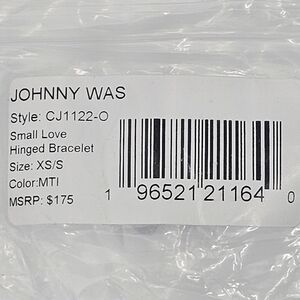 JOHNNY WAS
Style: CJ1122-O
Small Love
Hinged Bracelet
Size: XS/S
Color:MTI
MSRP: $175
1 96521 21164 0